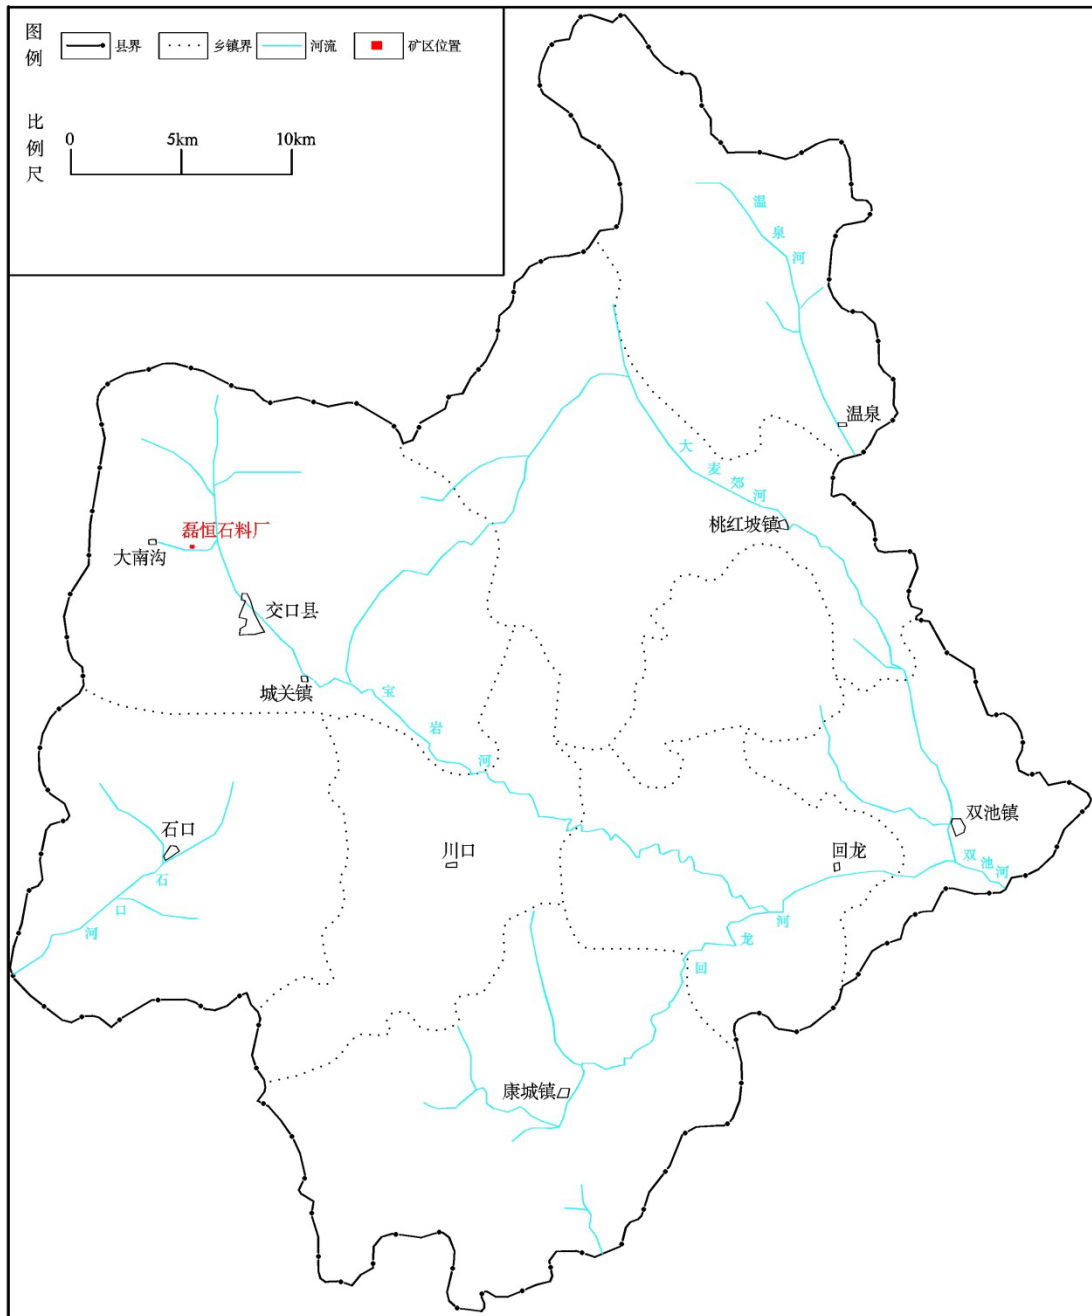 图例
县界
乡镇界
河流
矿区位置
比例尺
0
5km
10km
温泉河
温泉
大麦郊河
桃红坡镇
磊恒石料厂
大南沟
交口县
城关镇
宝岩河
石口
石口河
川口
回龙
双池镇
双池河
回龙河
康城镇